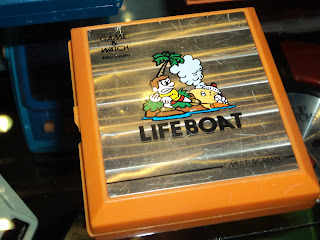 GAME &
WATCH
LIFEBOAT
MULTI SCREEN